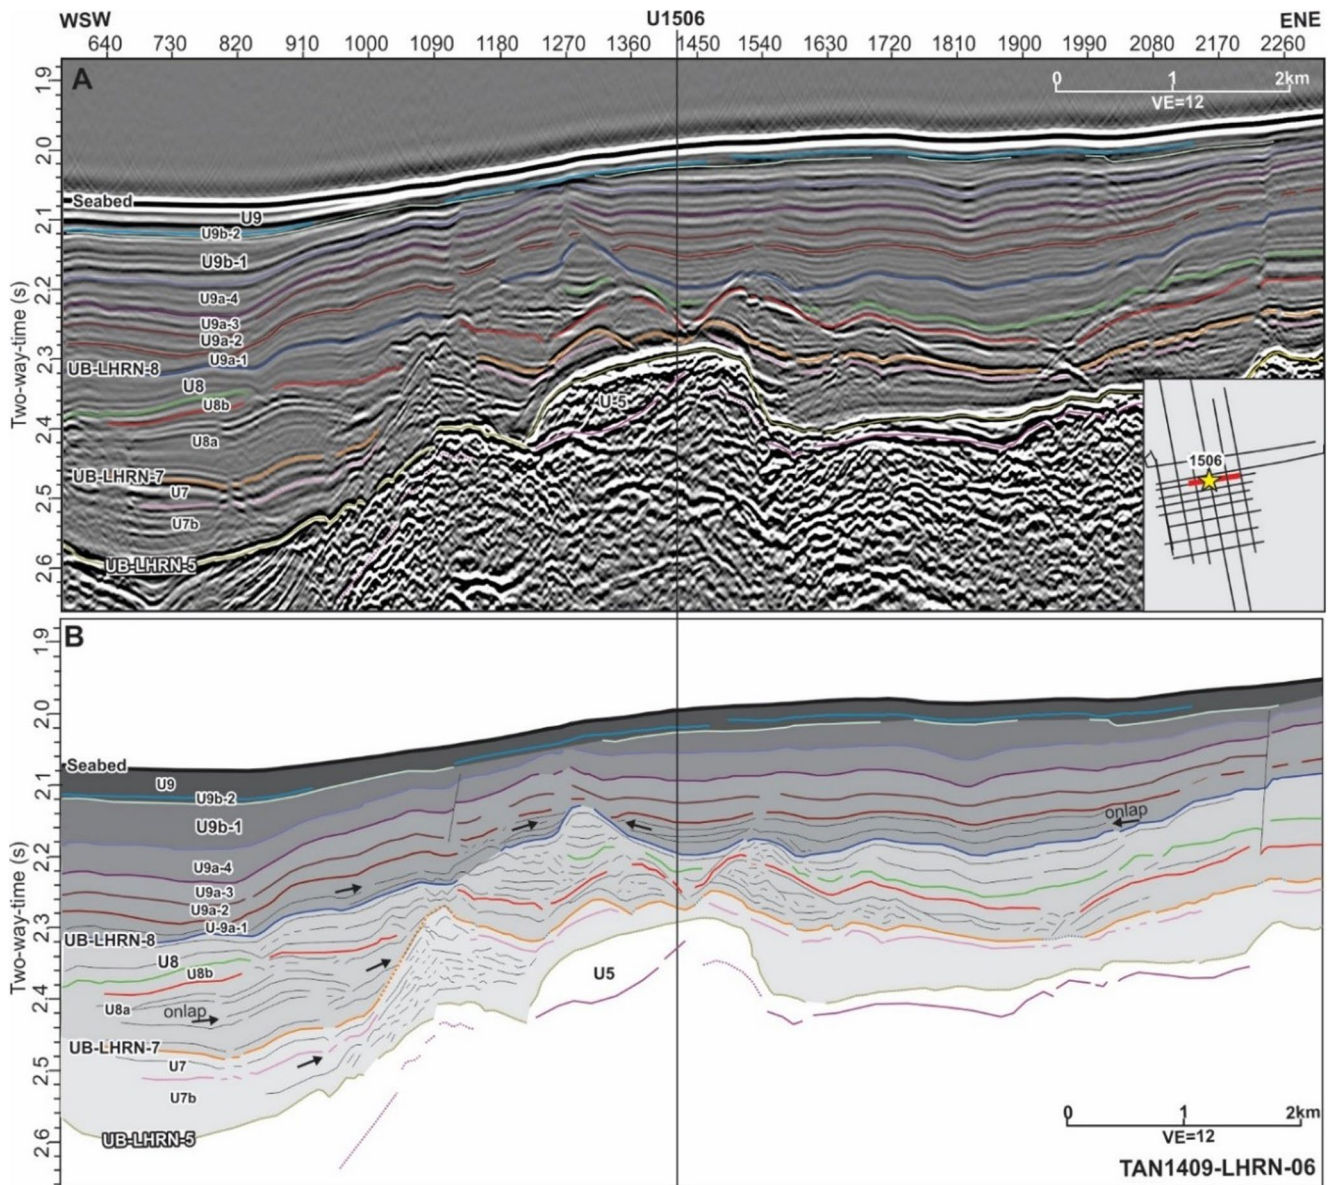 WSW U1506 ENE
640 730 820 910 1000 1090 1180 1270 1360 1450 1540 1630 1720 1810 1900 1990 2080 2170 2260
A
0 1 2km
VE=12
1.9
2.0
2.1
2.2
2.3
2.4
2.5
2.6
Two-way-time (s)
Seabed
U9
U9b-2
U9b-1
U9a-4
U9a-3
U9a-2
U9a-1
UB-LHRN-8
U8
U8b
U8a
UB-LHRN-7
U7
U7b
UB-LHRN-5
U-5
1506
B
1.9
2.0
2.1
2.2
2.3
2.4
2.5
2.6
Two-way-time (s)
Seabed
U9
U9b-2
U9b-1
U9a-4
U9a-3
U9a-2
U-9a-1
UB-LHRN-8
U8
U8b
U8a
onlap
UB-LHRN-7
U7
U7b
UB-LHRN-5
U5
onlap
0 1 2km
VE=12
TAN1409-LHRN-06